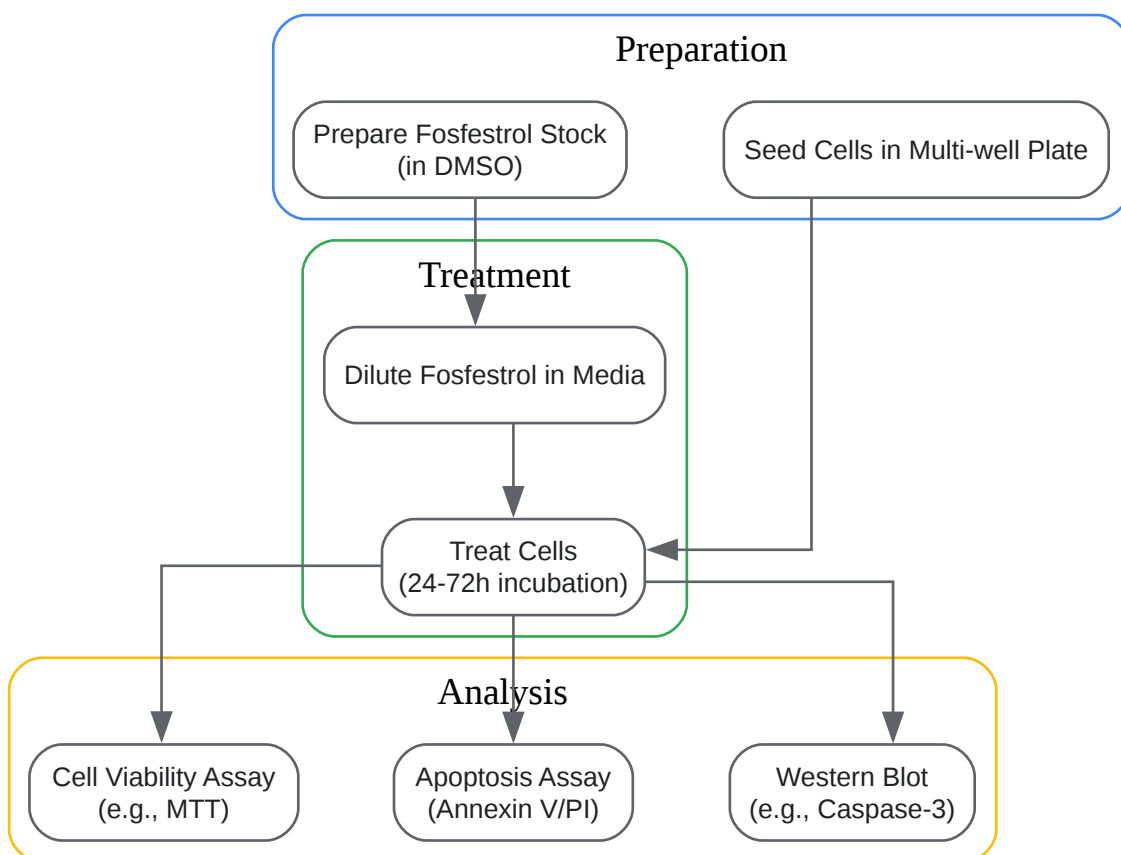 Preparation
Prepare Fosfestrol Stock
(in DMSO)
Seed Cells in Multi-well Plate
Treatment
Dilute Fosfestrol in Media
Treat Cells
(24-72h incubation)
Analysis
Cell Viability Assay
(e.g., MTT)
Apoptosis Assay
(Annexin V/PI)
Western Blot
(e.g., Caspase-3)